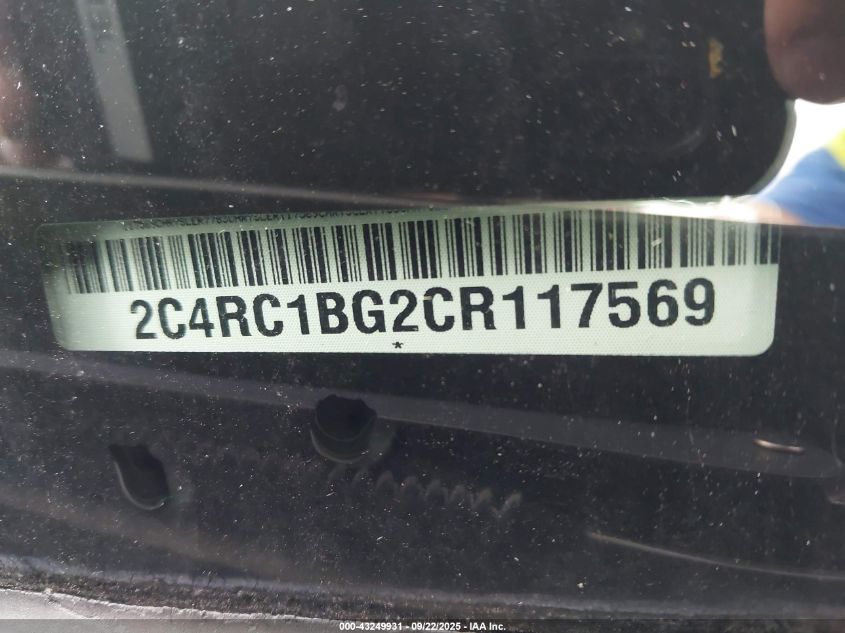 2C4RC1BG2CR117569
*
000-43249931 - 09/22/2025 - IAA Inc.